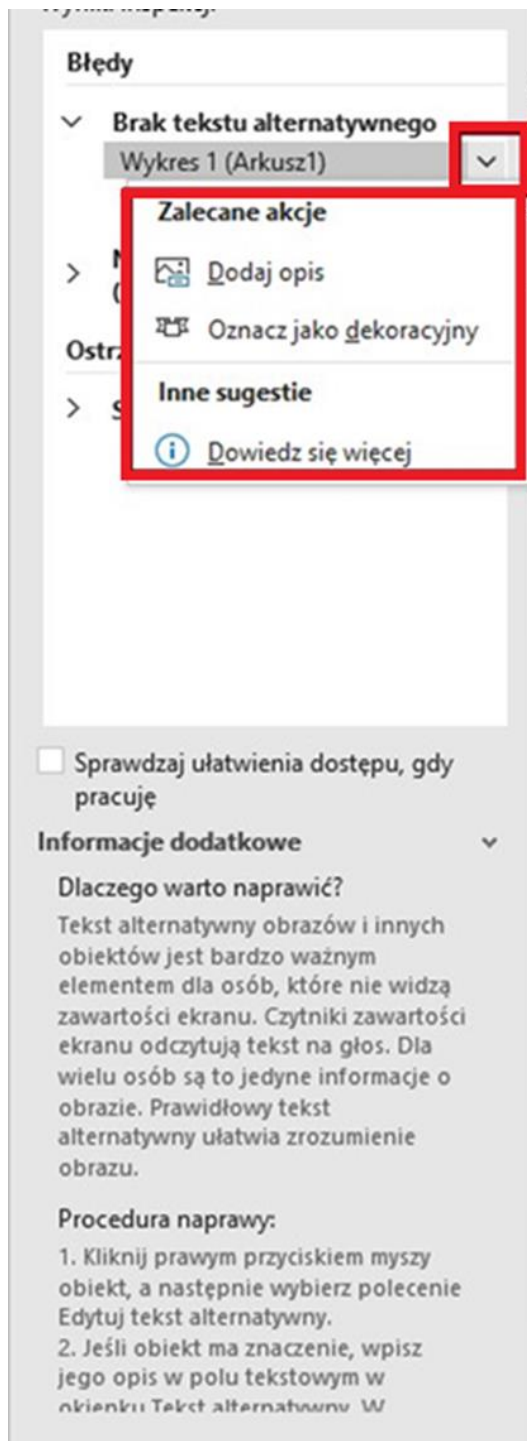 Błędy
Brak tekstu alternatywnego
Wykres 1 (Arkusz1)
Zalecane akcje
Dodaj opis
Oznacz jako dekoracyjny
Inne sugestie
Dowiedz się więcej
Sprawdzaj ułatwienia dostępu, gdy
pracuję
Informacje dodatkowe
Dlaczego warto naprawić?
Tekst alternatywny obrazów i innych
obiektów jest bardzo ważnym
elementem dla osób, które nie widzą
zawartości ekranu. Czytniki zawartości
ekranu odczytują tekst na głos. Dla
wielu osób są to jedyne informacje o
obrazie. Prawidłowy tekst
alternatywny ułatwia zrozumienie
obrazu.
Procedura naprawy:
1. Kliknij prawym przyciskiem myszy
obiekt, a następnie wybierz polecenie
Edytuj tekst alternatywny.
2. Jeśli obiekt ma znaczenie, wpisz
jego opis w polu tekstowym w
okienku Tekst alternatywny. W